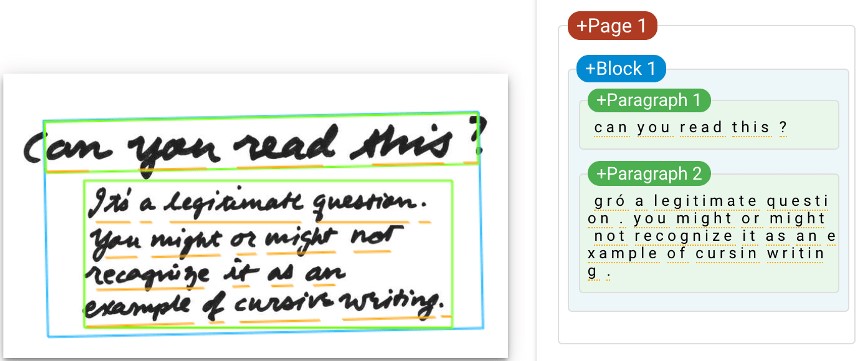 Can you read this?
It's a legitimate question.
You might or might not
recognize it as an
example of cursive writing.
+Page 1
+Block 1
+Paragraph 1
can you read this ?
+Paragraph 2
gró a legitimate questi
on . you might or might
not recognize it as an e
xample of cursin writin
g .